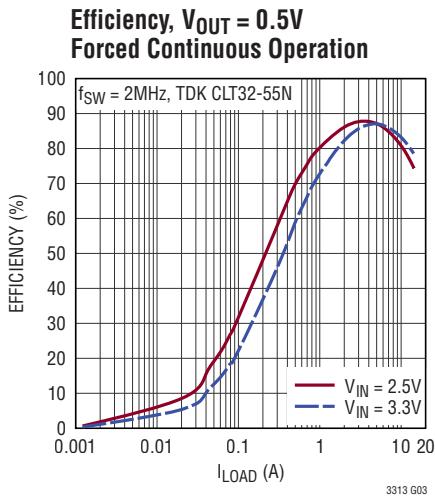 Efficiency, VOUT = 0.5V
Forced Continuous Operation
100
fSW = 2MHz, TDK CLT32-55N
90
80
70
60
50
40
30
20
10
0
EFFICIENCY (%)
VIN = 2.5V
VIN = 3.3V
0.001 0.01 0.1 1 10 20
ILOAD (A)
3313 G03